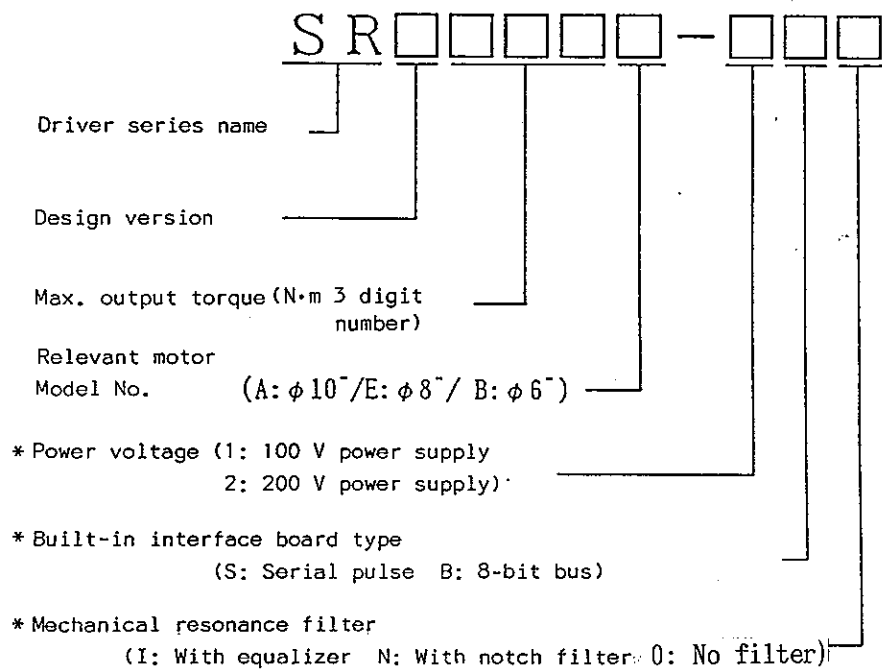 SR□□□□□-□□□
Driver series name
Design version
Max. output torque (N·m 3 digit
number)
Relevant motor
Model No. (A: φ10"/E: φ8"/ B: φ6")
* Power voltage (1: 100 V power supply
2: 200 V power supply)
* Built-in interface board type
(S: Serial pulse B: 8-bit bus)
* Mechanical resonance filter
(I: With equalizer N: With notch filter 0: No filter)